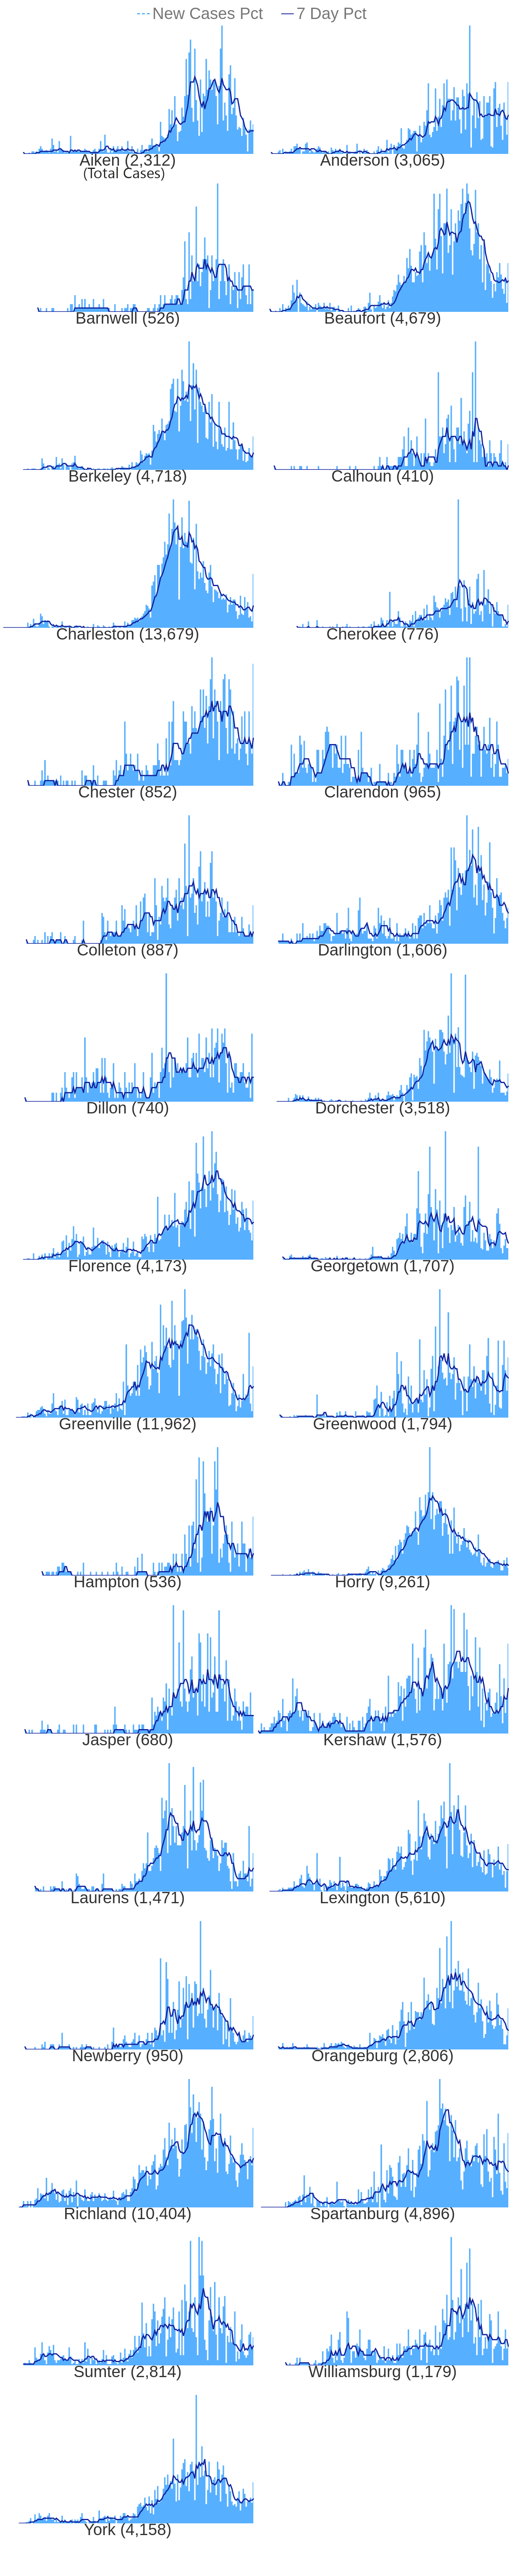 New Cases Pct 7 Day Pct
Aiken (2,312) Anderson (3,065)
(Total Cases)
Barnwell (526) Beaufort (4,679)
Berkeley (4,718) Calhoun (410)
Charleston (13,679) Cherokee (776)
Chester (852) Clarendon (965)
Colleton (887) Darlington (1,606)
Dillon (740) Dorchester (3,518)
Florence (4,173) Georgetown (1,707)
Greenville (11,962) Greenwood (1,794)
Hampton (536) Horry (9,261)
Jasper (680) Kershaw (1,576)
Laurens (1,471) Lexington (5,610)
Newberry (950) Orangeburg (2,806)
Richland (10,404) Spartanburg (4,896)
Sumter (2,814) Williamsburg (1,179)
York (4,158)